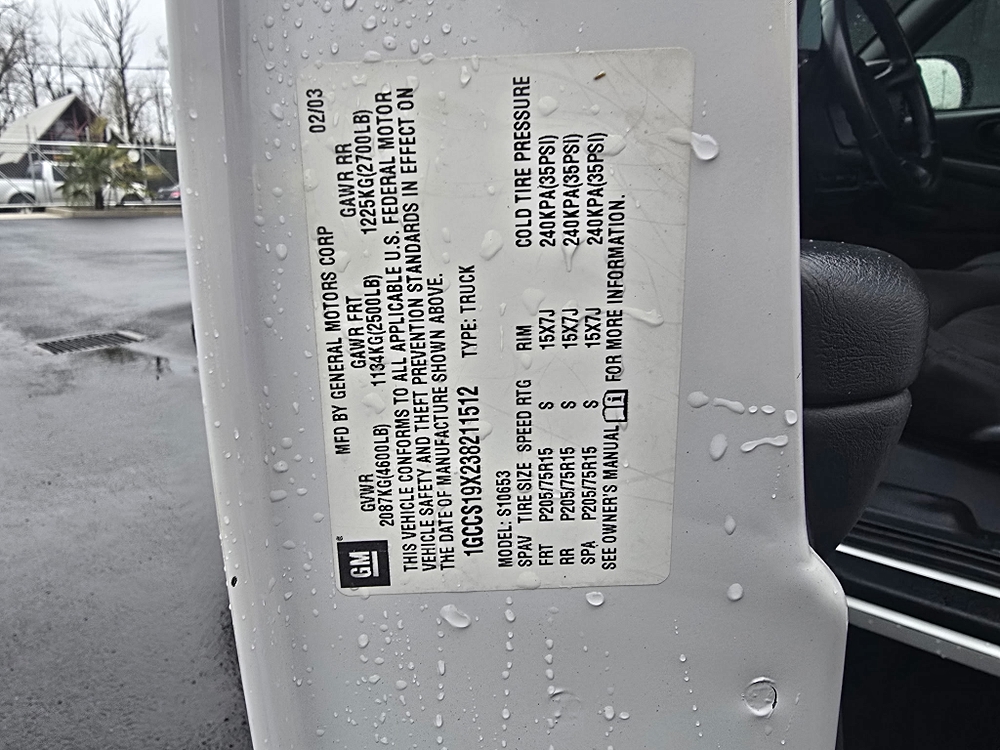 GM
MFD BY GENERAL MOTORS CORP 02/03
GVWR GAWR FRT GAWR RR
2087KG(4600LB) 1134KG(2500LB) 1225KG(2700LB)
THIS VEHICLE CONFORMS TO ALL APPLICABLE U.S. FEDERAL MOTOR
VEHICLE SAFETY AND THEFT PREVENTION STANDARDS IN EFFECT ON
THE DATE OF MANUFACTURE SHOWN ABOVE.
1GCCS19X238211512 TYPE: TRUCK
MODEL: S10653
SPAV TIRE SIZE SPEED RTG RIM COLD TIRE PRESSURE
FRT P205/75R15 S 15X7J 240KPA(35PSI)
RR P205/75R15 S 15X7J 240KPA(35PSI)
SPA P205/75R15 S 15X7J 240KPA(35PSI)
SEE OWNER'S MANUAL FOR MORE INFORMATION.